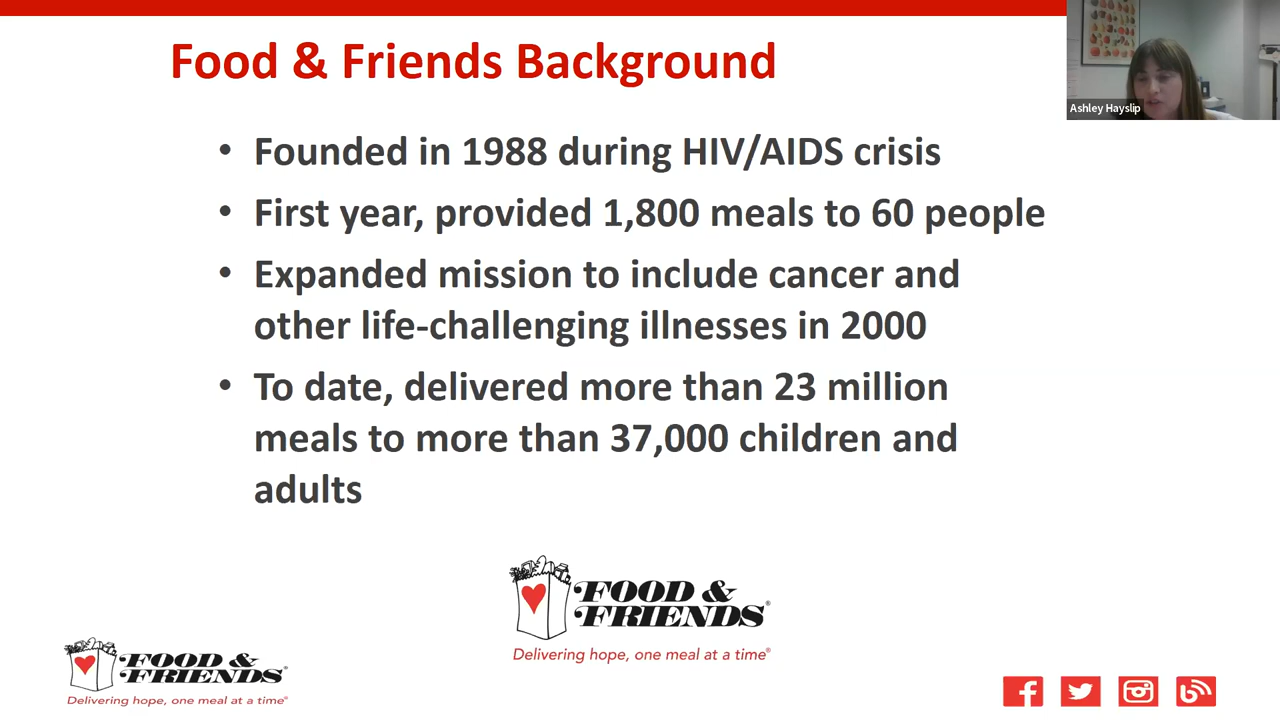 Food & Friends Background
Ashley Hayslip
• Founded in 1988 during HIV/AIDS crisis
• First year, provided 1,800 meals to 60 people
• Expanded mission to include cancer and
other life-challenging illnesses in 2000
• To date, delivered more than 23 million
meals to more than 37,000 children and
adults
FOOD &
FRIENDS®
Delivering hope, one meal at a time®
FOOD &
FRIENDS®
Delivering hope, one meal at a time®